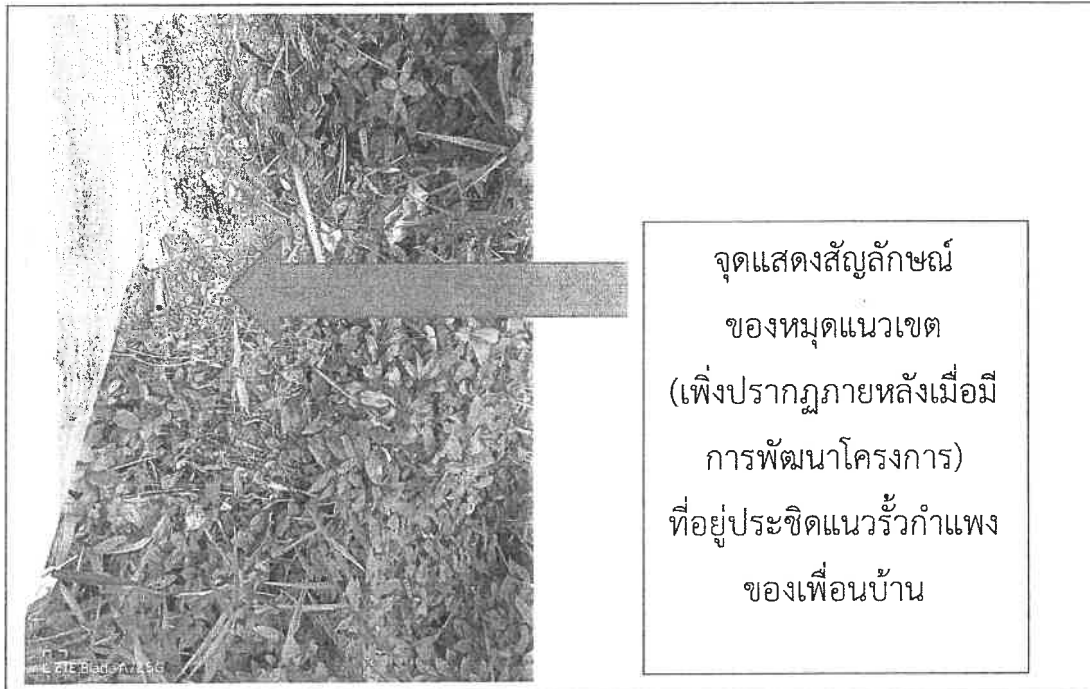 จุดแสดงสัญลักษณ์
ของหมุดแนวเขต
(เพิ่งปรากฏภายหลังเมื่อมี
การพัฒนาโครงการ)
ที่อยู่ประชิดแนวรั้วกำแพง
ของเพื่อนบ้าน
ZTE Blade A72 5G